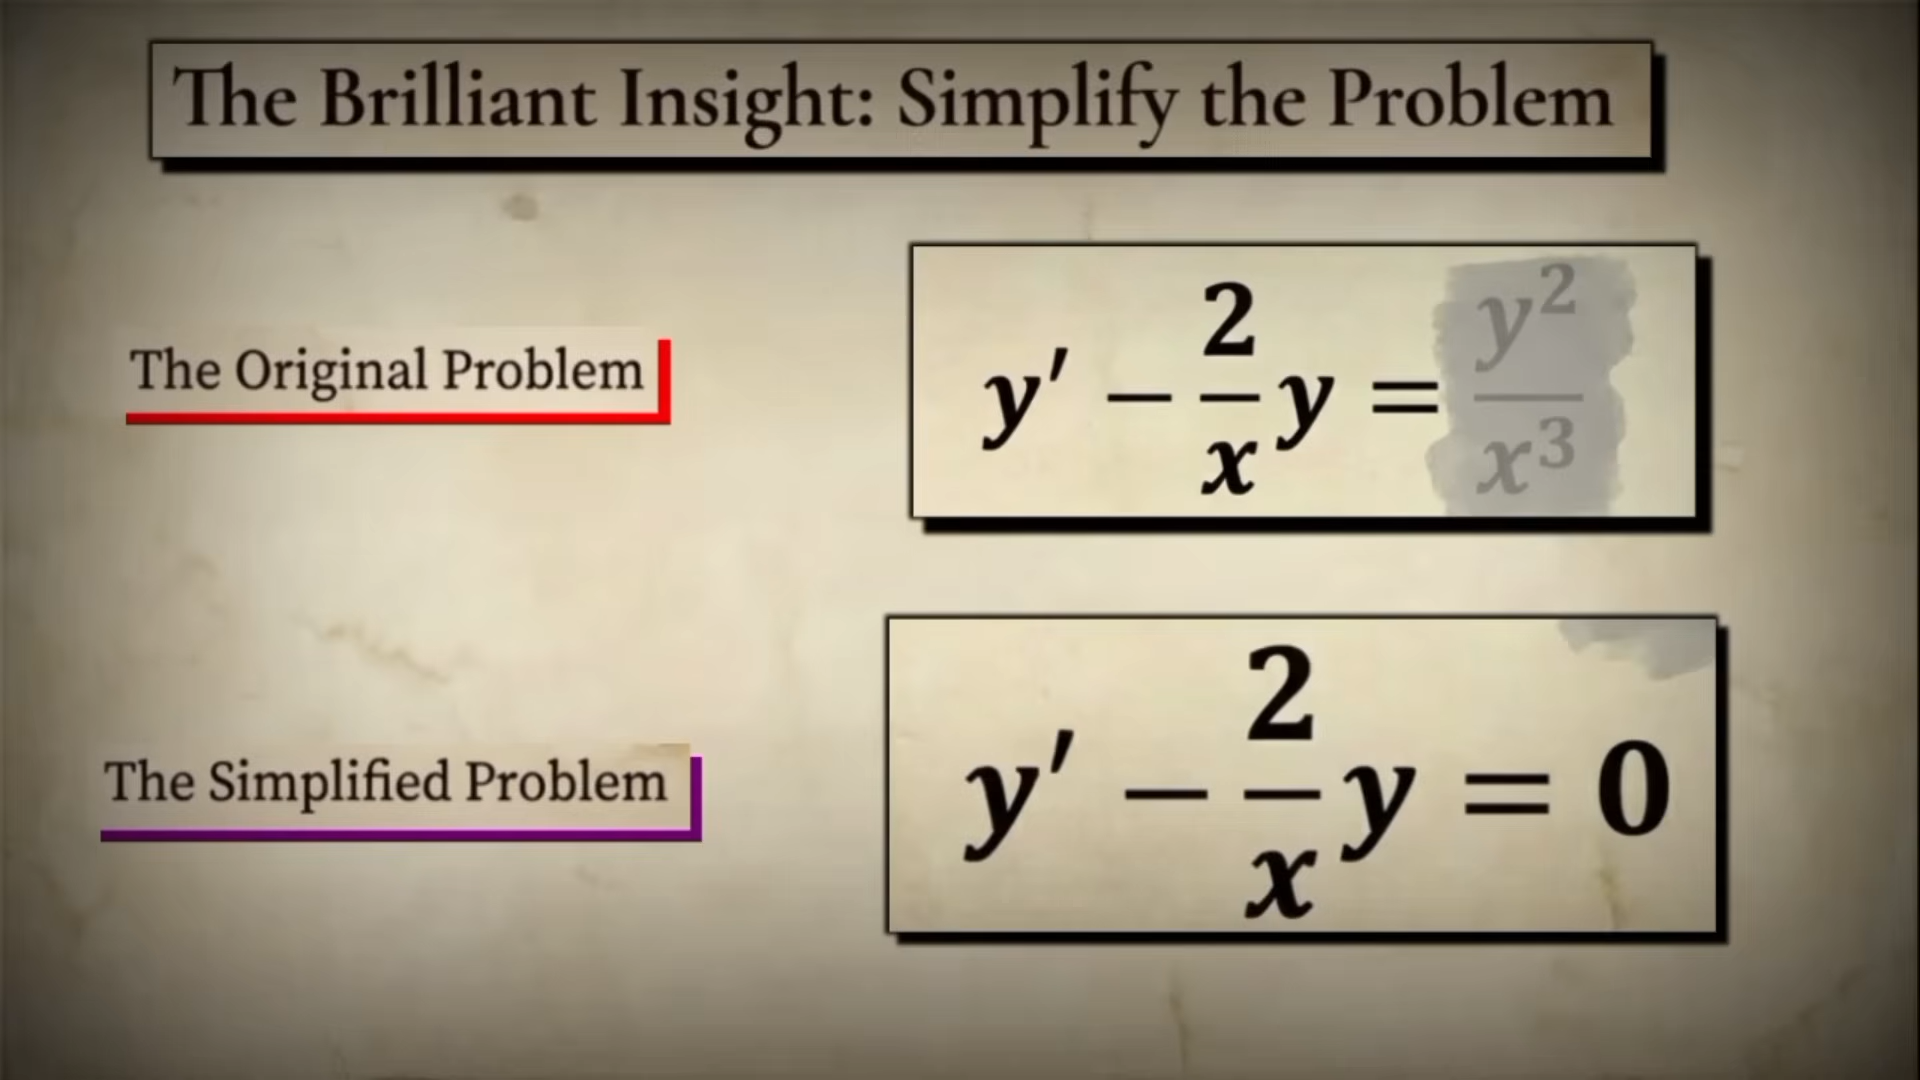 The Brilliant Insight: Simplify the Problem
The Original Problem
y′ − 2/x y = y²/x³
The Simplified Problem
y′ − 2/x y = 0